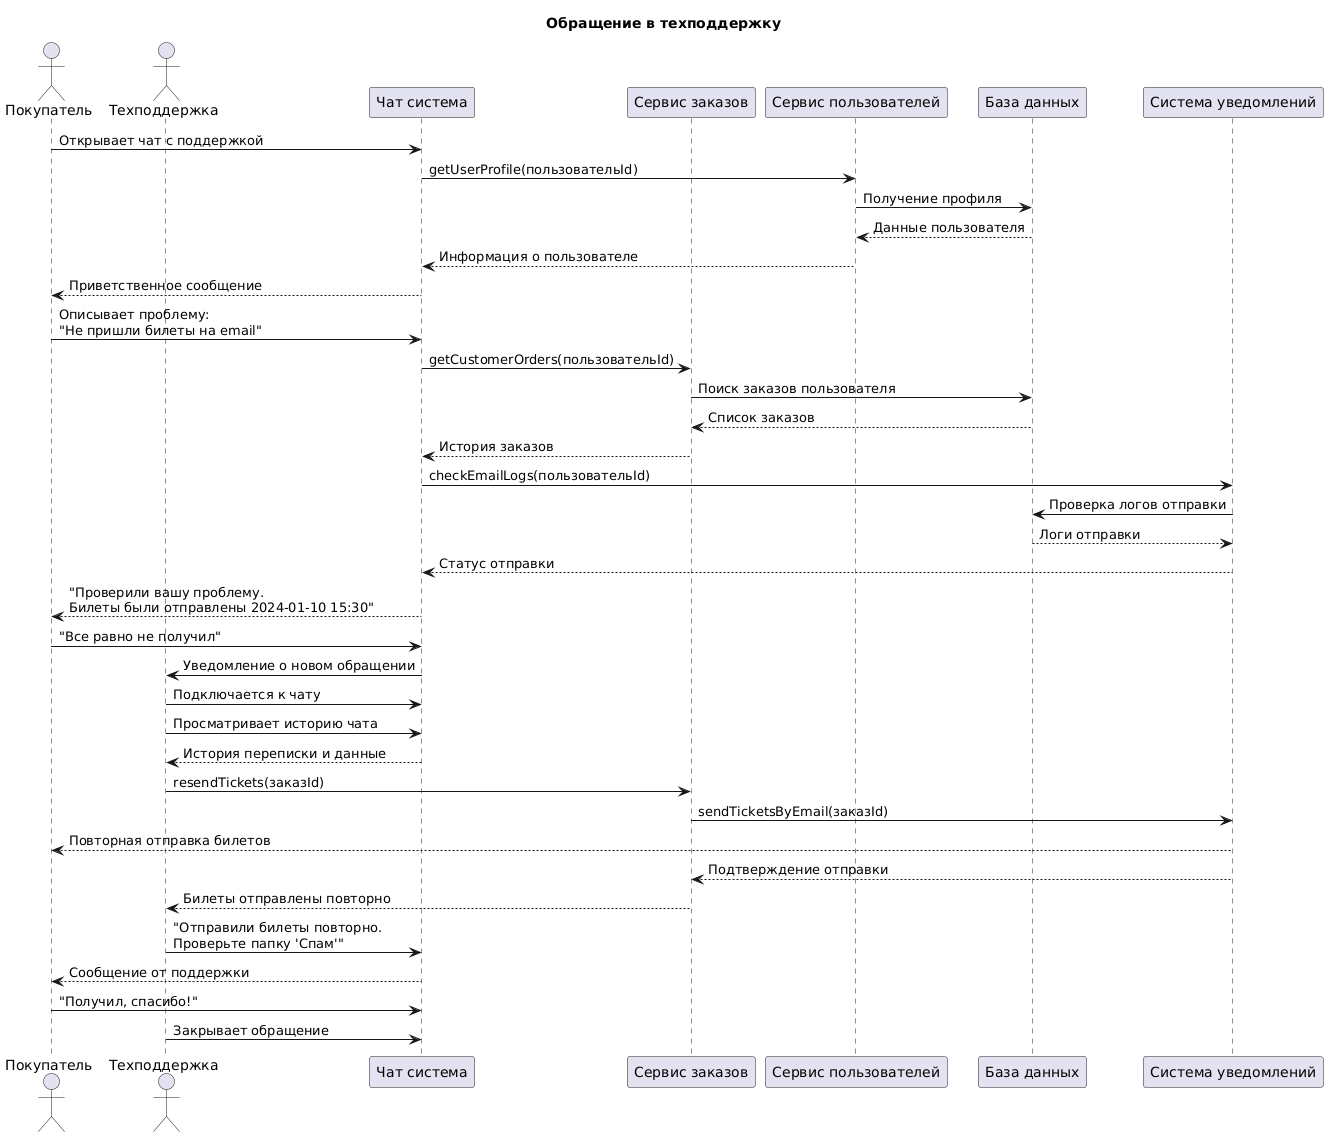 Обращение в техподдержку
Покупатель
Техподдержка
Чат система
Сервис заказов
Сервис пользователей
База данных
Система уведомлений
Открывает чат с поддержкой
getUserProfile(пользовательId)
Получение профиля
Данные пользователя
Информация о пользователе
Приветственное сообщение
Описывает проблему:
"Не пришли билеты на email"
getCustomerOrders(пользовательId)
Поиск заказов пользователя
Список заказов
История заказов
checkEmailLogs(пользовательId)
Проверка логов отправки
Логи отправки
Статус отправки
"Проверили вашу проблему.
Билеты были отправлены 2024-01-10 15:30"
"Все равно не получил"
Уведомление о новом обращении
Подключается к чату
Просматривает историю чата
История переписки и данные
resendTickets(заказId)
sendTicketsByEmail(заказId)
Повторная отправка билетов
Подтверждение отправки
Билеты отправлены повторно
"Отправили билеты повторно.
Проверьте папку 'Спам'"
Сообщение от поддержки
"Получил, спасибо!"
Закрывает обращение
Покупатель
Техподдержка
Чат система
Сервис заказов
Сервис пользователей
База данных
Система уведомлений